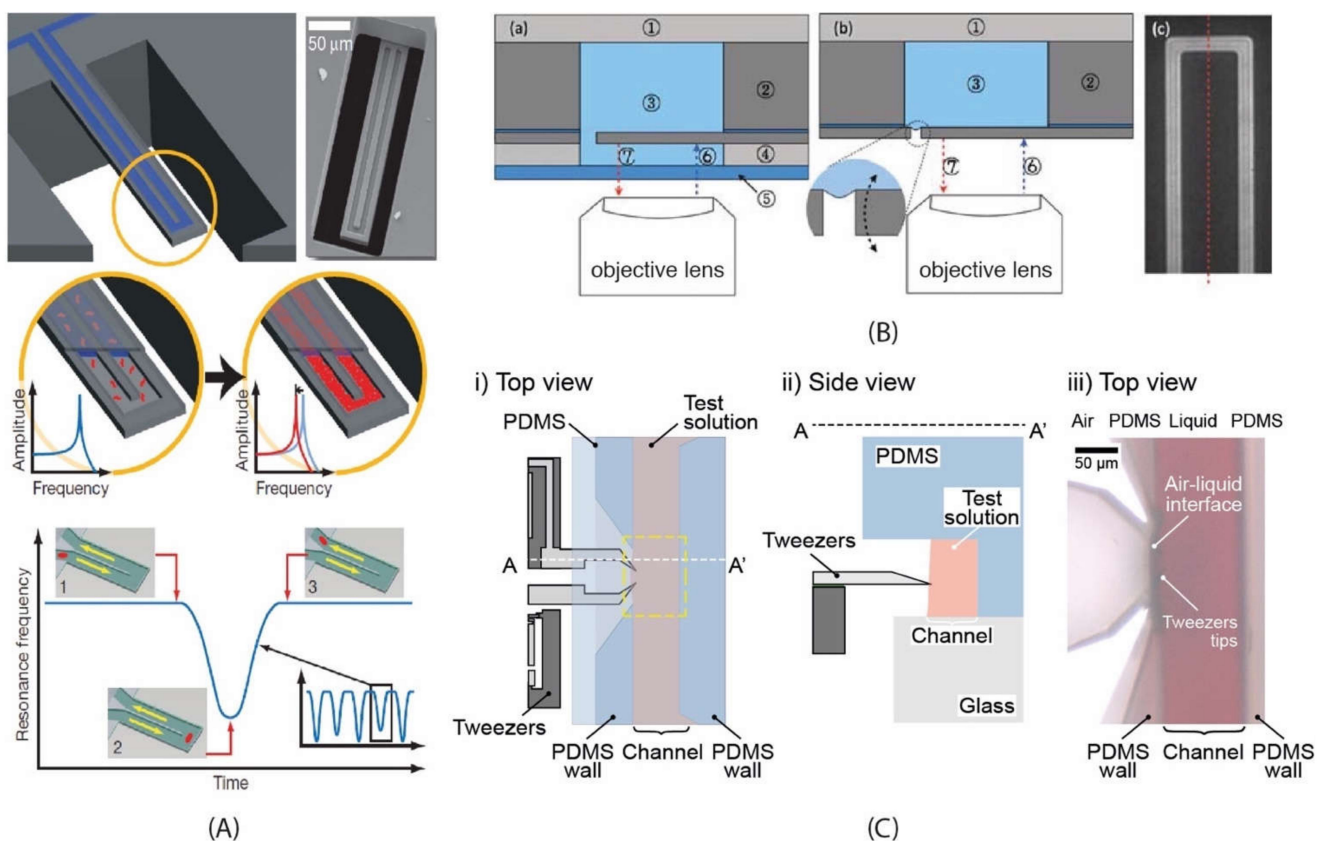 50 μm
Amplitude
Frequency
Amplitude
Frequency
Resonance frequency
1
3
2
Time
(A)
(a)
①
②
③
④
⑦
⑥
⑤
objective lens
(b)
①
②
③
⑦
⑥
objective lens
(c)
(B)
i) Top view
PDMS
Test
solution
A
A'
Tweezers
PDMS
wall
Channel
PDMS
wall
ii) Side view
A
A'
PDMS
Test
solution
Tweezers
Channel
Glass
iii) Top view
Air PDMS Liquid PDMS
50 μm
Air-liquid
interface
Tweezers
tips
PDMS
wall
Channel
PDMS
wall
(C)